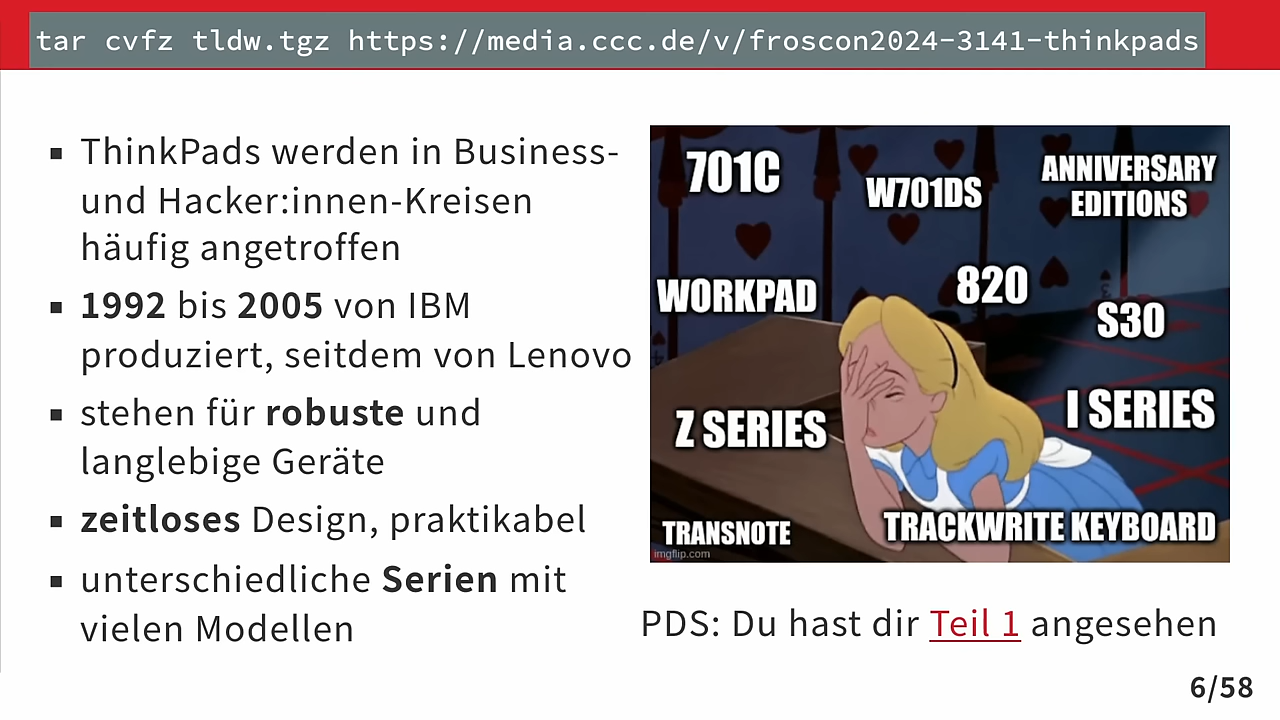 tar cvfz tldw.tgz https://media.ccc.de/v/froscon2024-3141-thinkpads
▪ ThinkPads werden in Business-
und Hacker:innen-Kreisen
häufig angetroffen
▪ 1992 bis 2005 von IBM
produziert, seitdem von Lenovo
▪ stehen für robuste und
langlebige Geräte
▪ zeitloses Design, praktikabel
▪ unterschiedliche Serien mit
vielen Modellen
701C
W701DS
ANNIVERSARY
EDITIONS
WORKPAD
820
S30
Z SERIES
I SERIES
TRANSNOTE
TRACKWRITE KEYBOARD
imgflip.com
PDS: Du hast dir Teil 1 angesehen
6/58